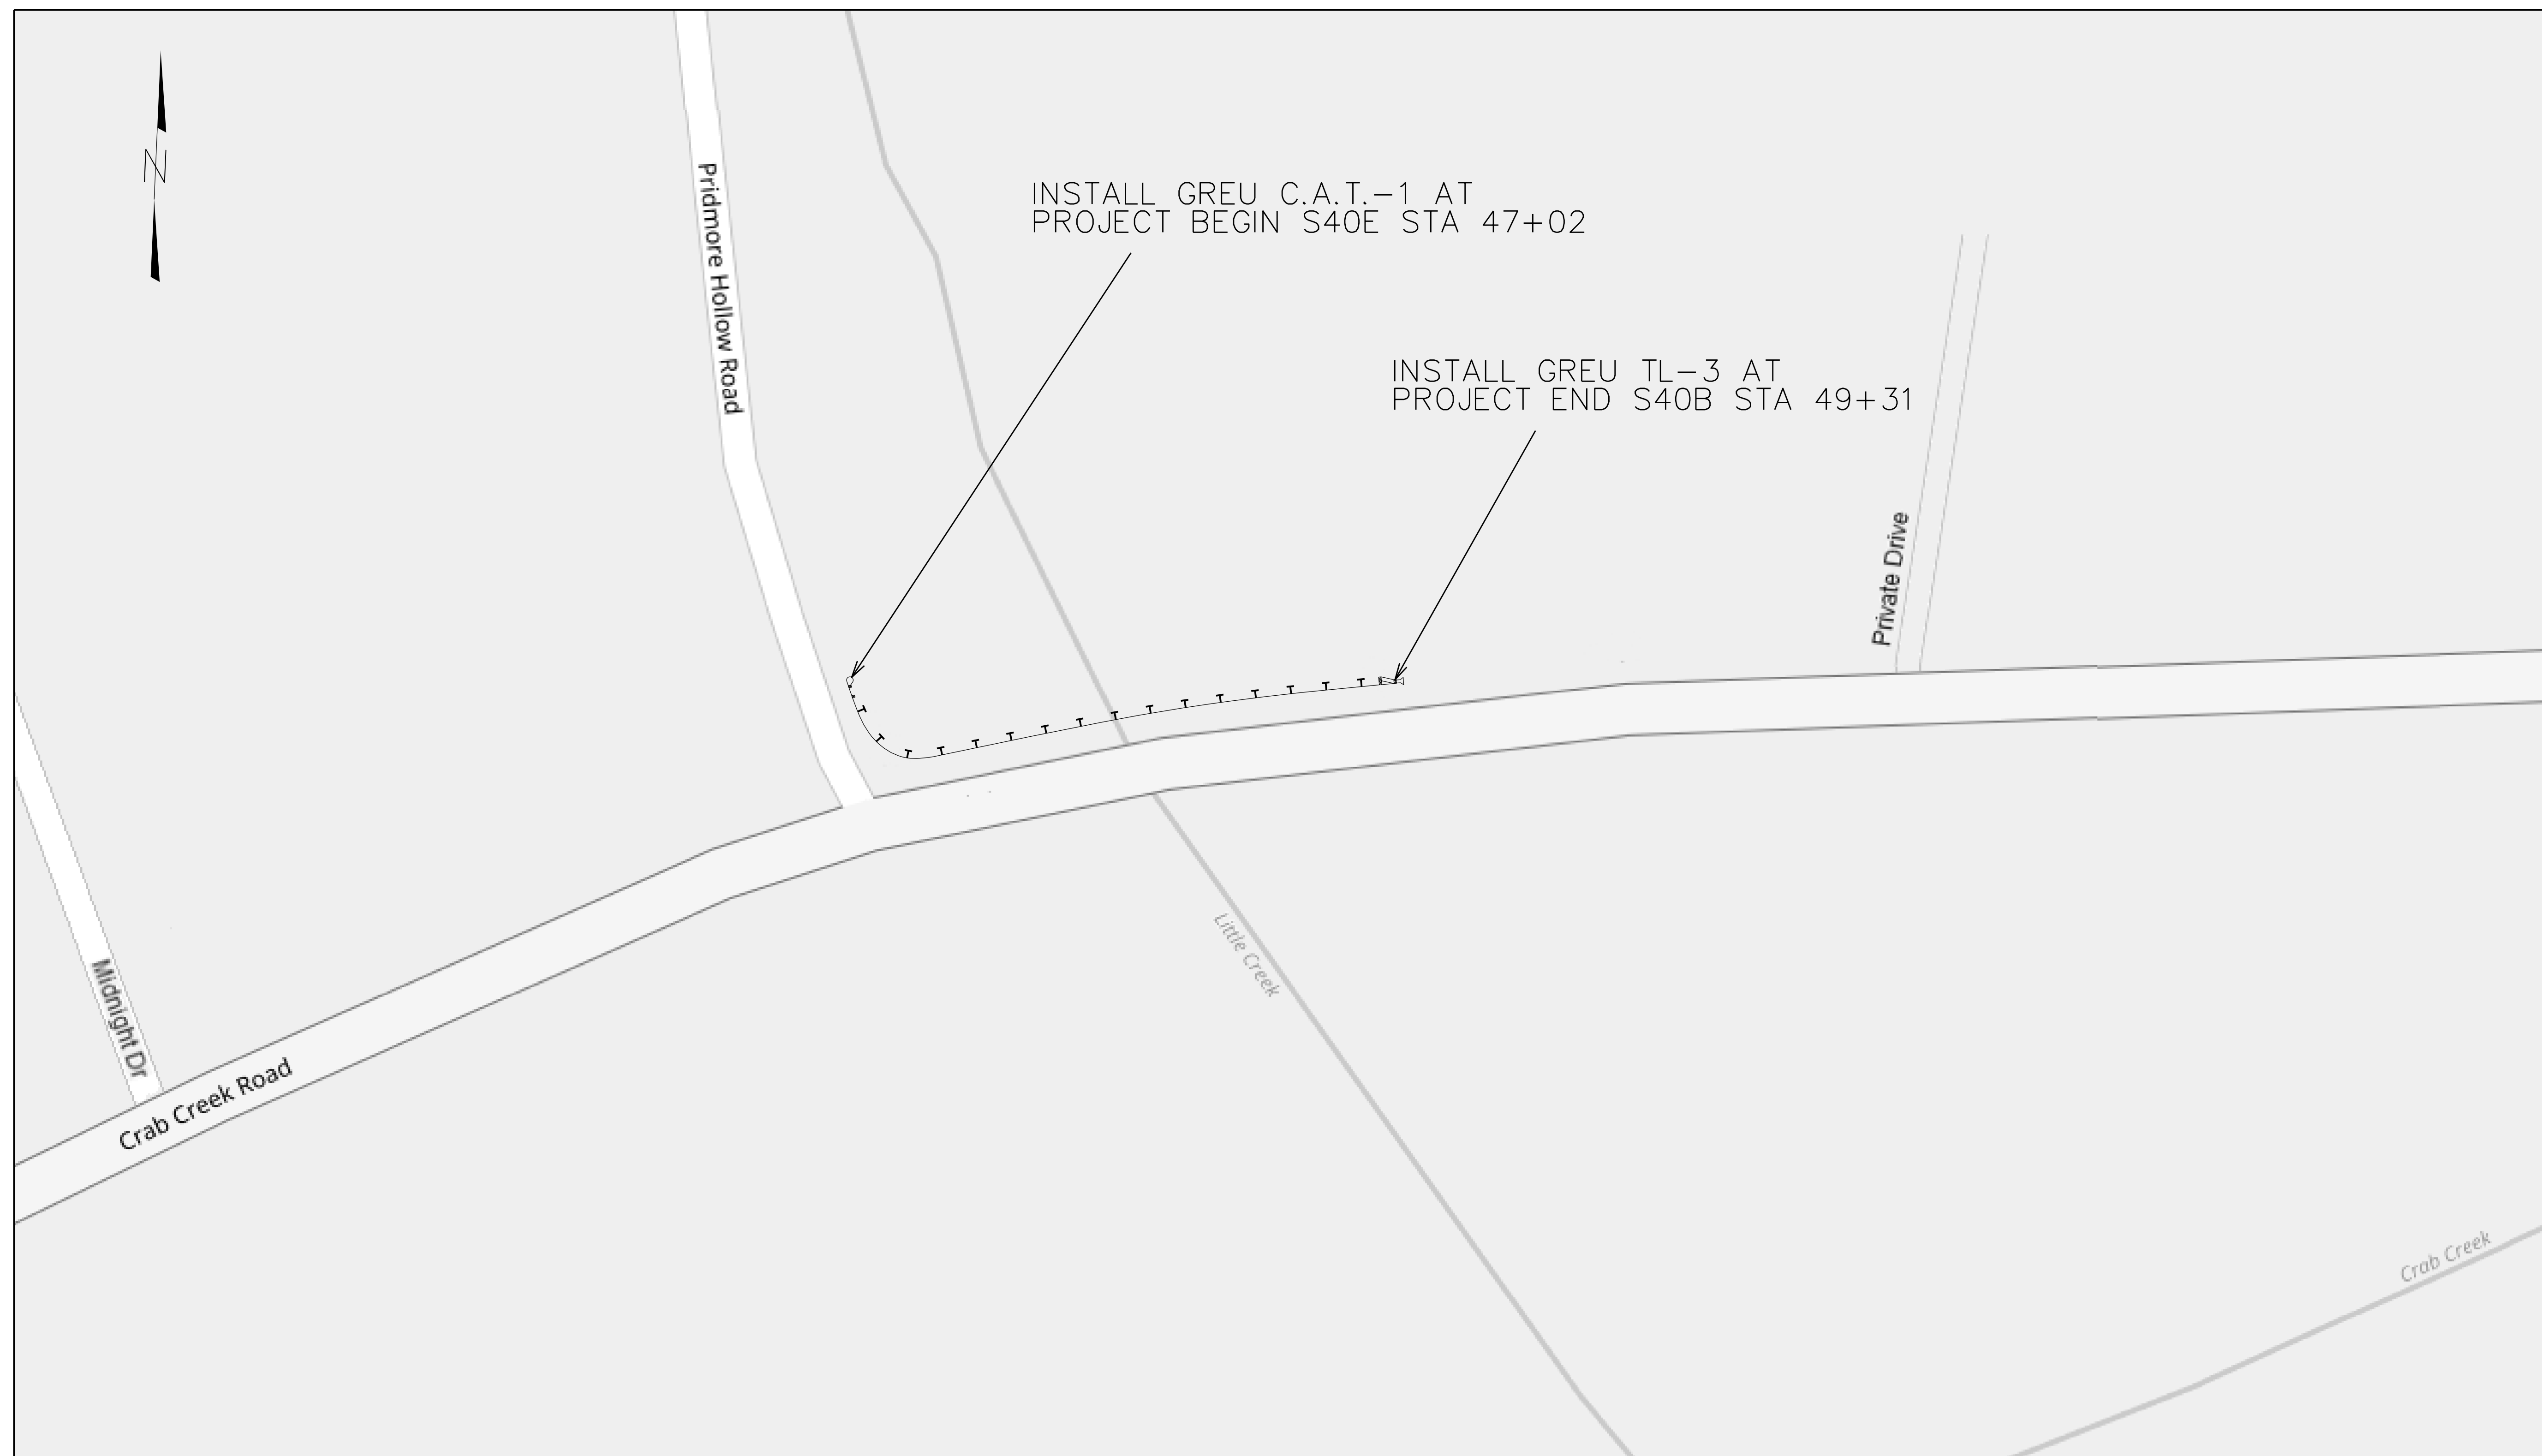 N
Pridmore Hollow Road
INSTALL GREU C.A.T.-1 AT
PROJECT BEGIN S40E STA 47+02
INSTALL GREU TL-3 AT
PROJECT END S40B STA 49+31
Private Drive
Midnight Dr
Crab Creek Road
Little Creek
Crab Creek